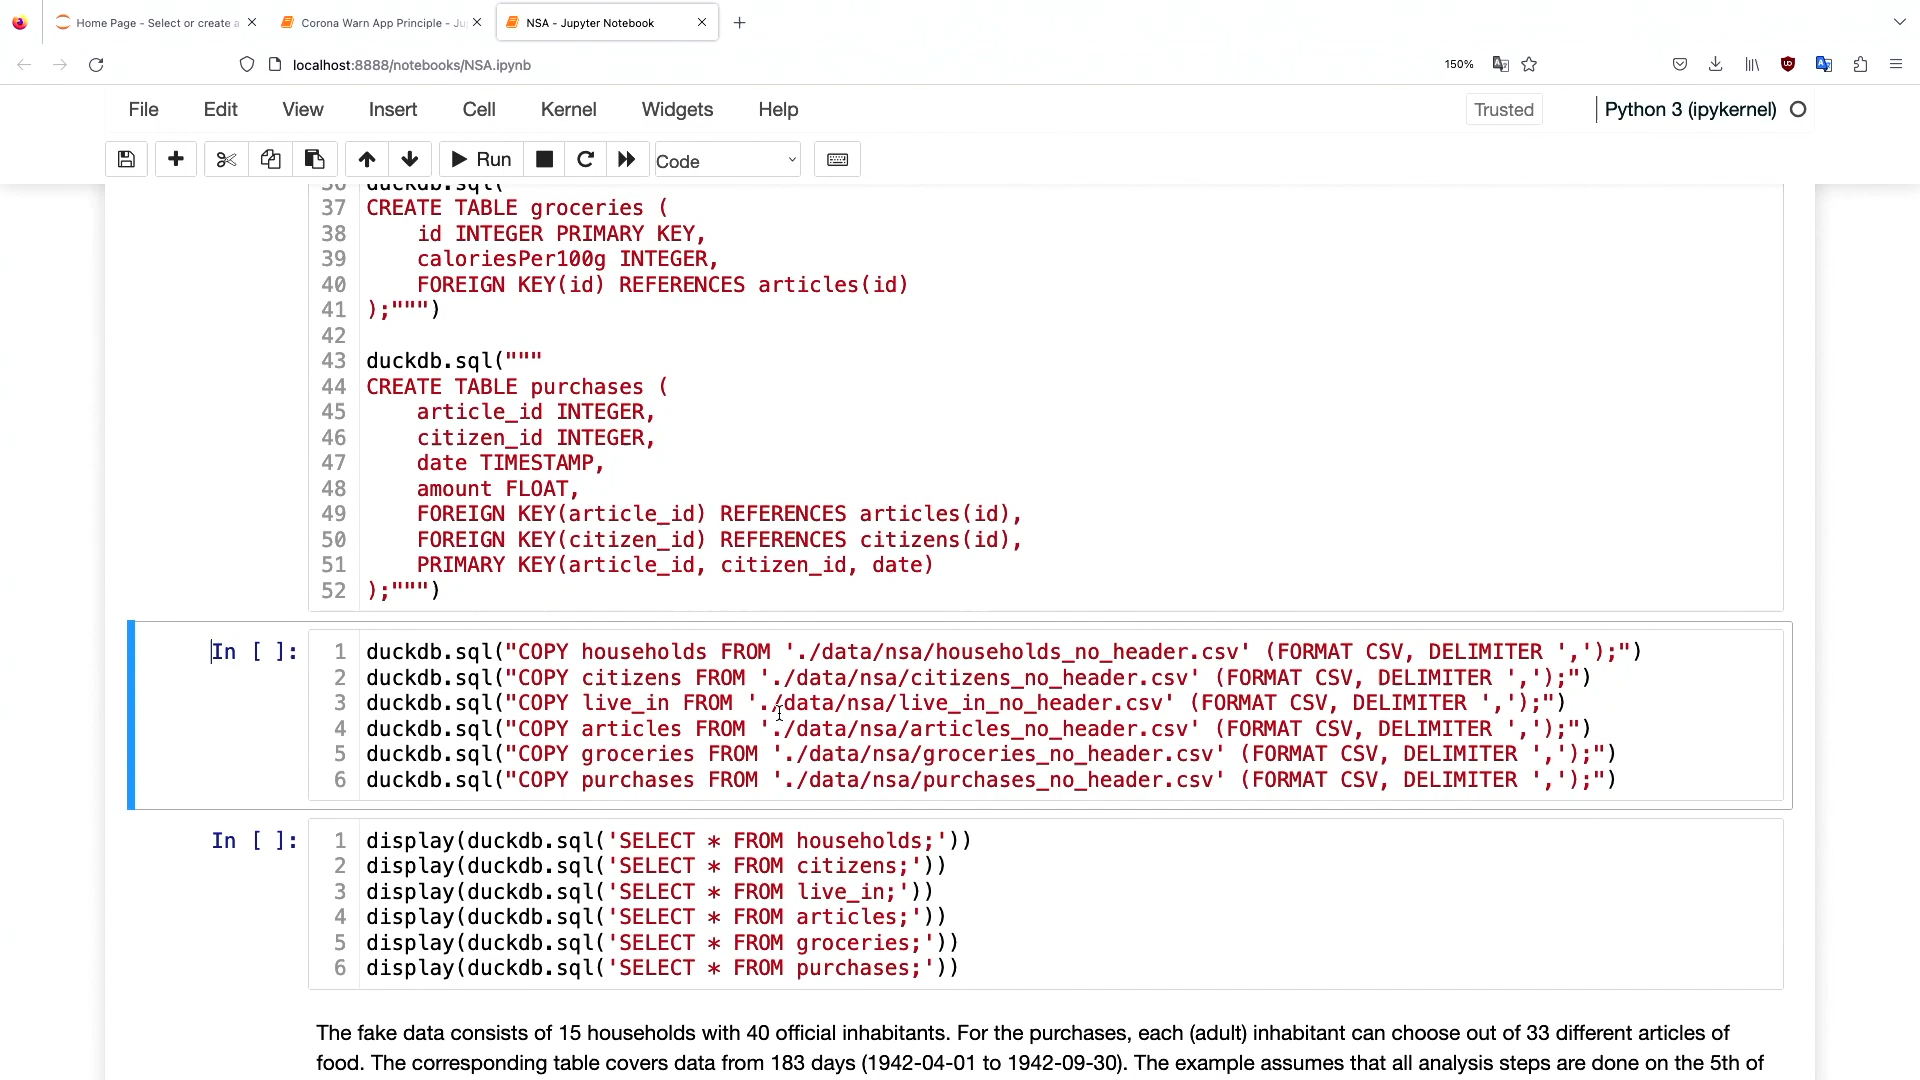 Home Page - Select or create a
Corona Warn App Principle - Ju
NSA - Jupyter Notebook
localhost:8888/notebooks/NSA.ipynb
150%
File Edit View Insert Cell Kernel Widgets Help
Trusted
Python 3 (ipykernel)
Run
Code
36 duckdb.sql("""
37 CREATE TABLE groceries (
38 id INTEGER PRIMARY KEY,
39 caloriesPer100g INTEGER,
40 FOREIGN KEY(id) REFERENCES articles(id)
41 );""")
42
43 duckdb.sql("""
44 CREATE TABLE purchases (
45 article_id INTEGER,
46 citizen_id INTEGER,
47 date TIMESTAMP,
48 amount FLOAT,
49 FOREIGN KEY(article_id) REFERENCES articles(id),
50 FOREIGN KEY(citizen_id) REFERENCES citizens(id),
51 PRIMARY KEY(article_id, citizen_id, date)
52 );""")
In [ ]: 1 duckdb.sql("COPY households FROM './data/nsa/households_no_header.csv' (FORMAT CSV, DELIMITER ',');")
2 duckdb.sql("COPY citizens FROM './data/nsa/citizens_no_header.csv' (FORMAT CSV, DELIMITER ',');")
3 duckdb.sql("COPY live_in FROM './data/nsa/live_in_no_header.csv' (FORMAT CSV, DELIMITER ',');")
4 duckdb.sql("COPY articles FROM './data/nsa/articles_no_header.csv' (FORMAT CSV, DELIMITER ',');")
5 duckdb.sql("COPY groceries FROM './data/nsa/groceries_no_header.csv' (FORMAT CSV, DELIMITER ',');")
6 duckdb.sql("COPY purchases FROM './data/nsa/purchases_no_header.csv' (FORMAT CSV, DELIMITER ',');")
In [ ]: 1 display(duckdb.sql('SELECT * FROM households;'))
2 display(duckdb.sql('SELECT * FROM citizens;'))
3 display(duckdb.sql('SELECT * FROM live_in;'))
4 display(duckdb.sql('SELECT * FROM articles;'))
5 display(duckdb.sql('SELECT * FROM groceries;'))
6 display(duckdb.sql('SELECT * FROM purchases;'))
The fake data consists of 15 households with 40 official inhabitants. For the purchases, each (adult) inhabitant can choose out of 33 different articles of
food. The corresponding table covers data from 183 days (1942-04-01 to 1942-09-30). The example assumes that all analysis steps are done on the 5th of